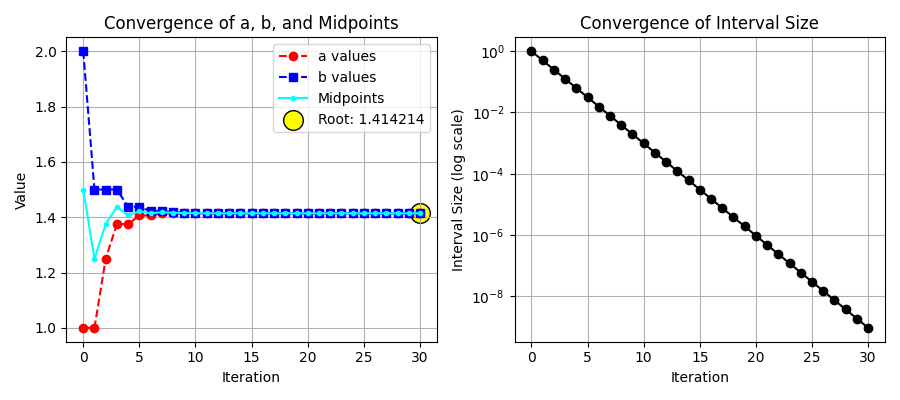 Convergence of a, b, and Midpoints
2.0
1.8
1.6
1.4
1.2
1.0
Value
0 5 10 15 20 25 30
Iteration
a values
b values
Midpoints
Root: 1.414214
Convergence of Interval Size
10⁰
10⁻²
10⁻⁴
10⁻⁶
10⁻⁸
Interval Size (log scale)
0 5 10 15 20 25 30
Iteration